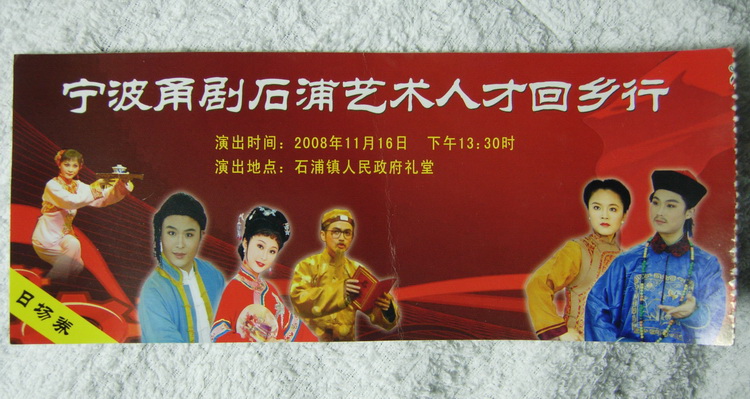 宁波甬剧石浦艺术人才回乡行
演出时间：2008年11月16日 下午13:30时
演出地点：石浦镇人民政府礼堂
日场券